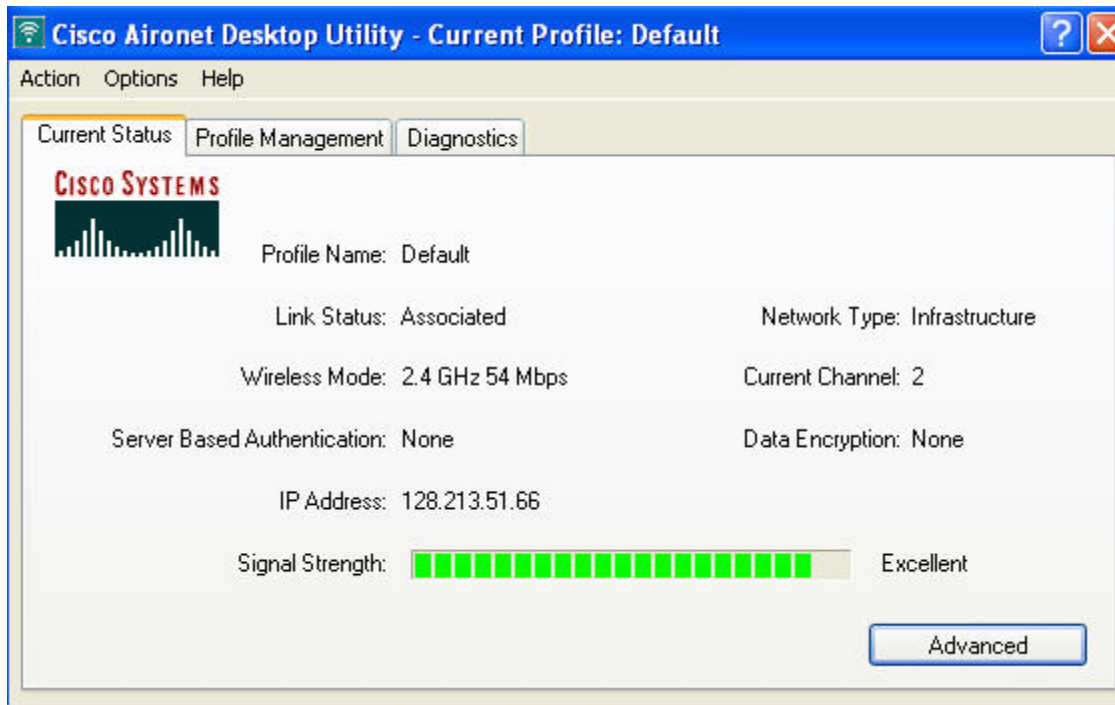 Cisco Aironet Desktop Utility - Current Profile: Default
Action Options Help
Current Status Profile Management Diagnostics
CISCO SYSTEMS
Profile Name: Default
Link Status: Associated Network Type: Infrastructure
Wireless Mode: 2.4 GHz 54 Mbps Current Channel: 2
Server Based Authentication: None Data Encryption: None
IP Address: 128.213.51.66
Signal Strength: Excellent
Advanced